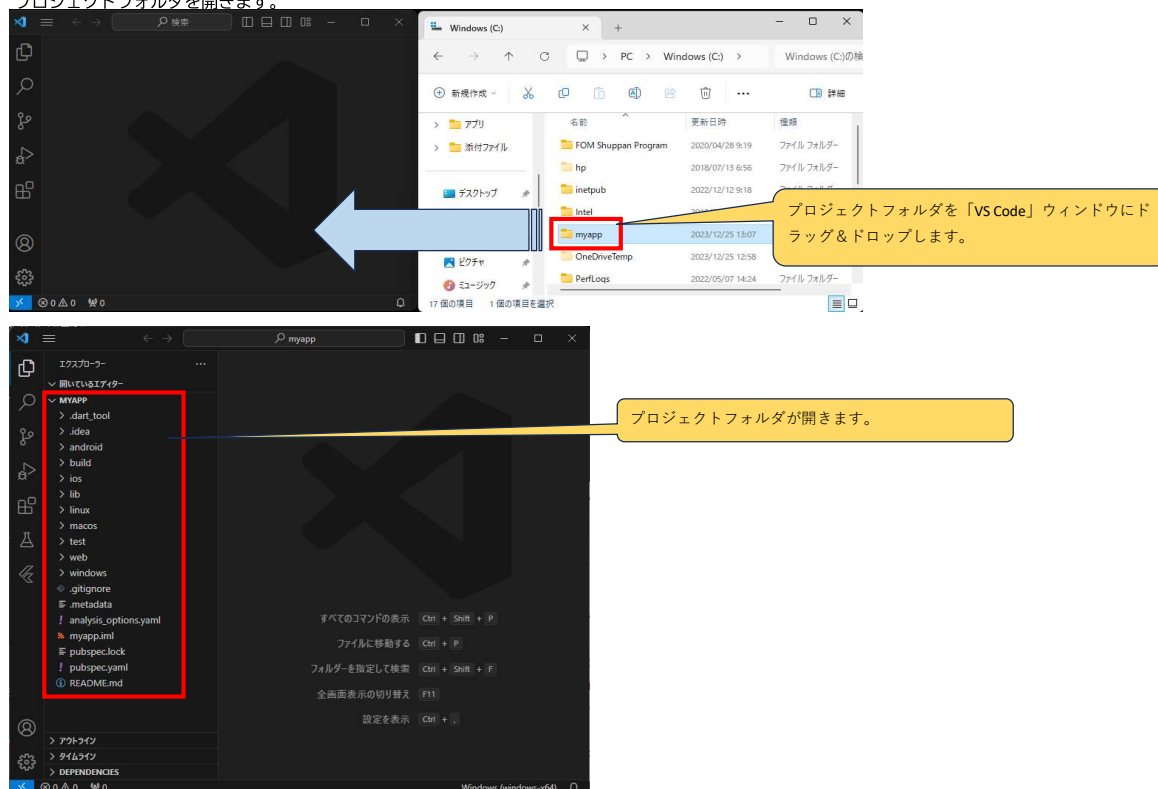 プロジェクトフォルダを開きます。
検索
Windows (C:)
PC > Windows (C:) >
Windows (C:)の検
新規作成
詳細
名前 更新日時 種類
アプリ
添付ファイル
デスクトップ
ピクチャ
ミュージック
FOM Shuppan Program 2020/04/28 9:19 ファイル フォルダー
hp 2018/07/13 6:56 ファイル フォルダー
inetpub 2022/12/12 9:18
Intel
myapp 2023/12/25 13:07
OneDriveTemp 2023/12/25 12:58
PerfLogs 2022/05/07 14:24 ファイル フォルダー
17 個の項目 1 個の項目を選択
0 0 0
プロジェクトフォルダを「VS Code」ウィンドウにド
ラッグ&ドロップします。
myapp
エクスプローラー
開いているエディター
MYAPP
.dart_tool
.idea
android
build
ios
lib
linux
macos
test
web
windows
.gitignore
.metadata
analysis_options.yaml
myapp.iml
pubspec.lock
pubspec.yaml
README.md
アウトライン
タイムライン
DEPENDENCIES
すべてのコマンドの表示 Ctrl + Shift + P
ファイルに移動する Ctrl + P
フォルダーを指定して検索 Ctrl + Shift + F
全画面表示の切り替え F11
設定を表示 Ctrl + ,
0 0 0
Windows (windows-x64)
プロジェクトフォルダが開きます。